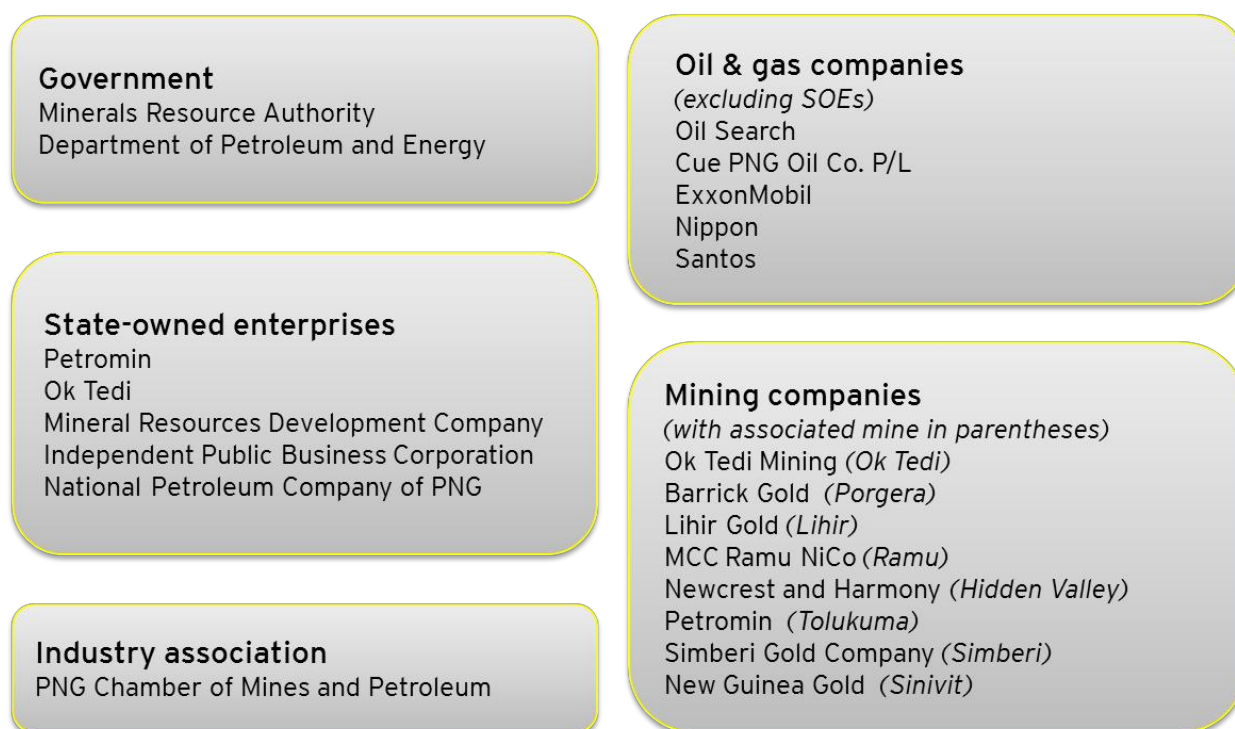 Government
Minerals Resource Authority
Department of Petroleum and Energy
State-owned enterprises
Petromin
Ok Tedi
Mineral Resources Development Company
Independent Public Business Corporation
National Petroleum Company of PNG
Industry association
PNG Chamber of Mines and Petroleum
Oil & gas companies
(excluding SOEs)
Oil Search
Cue PNG Oil Co. P/L
ExxonMobil
Nippon
Santos
Mining companies
(with associated mine in parentheses)
Ok Tedi Mining (Ok Tedi)
Barrick Gold (Porgera)
Lihir Gold (Lihir)
MCC Ramu NiCo (Ramu)
Newcrest and Harmony (Hidden Valley)
Petromin (Tolukuma)
Simberi Gold Company (Simberi)
New Guinea Gold (Sinivit)